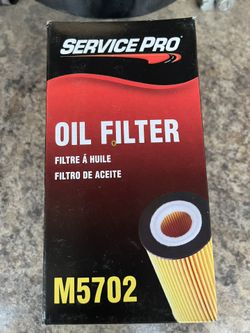 SERVICE PRO
OIL FILTER
FILTRE À HUILE
FILTRO DE ACEITE
M5702